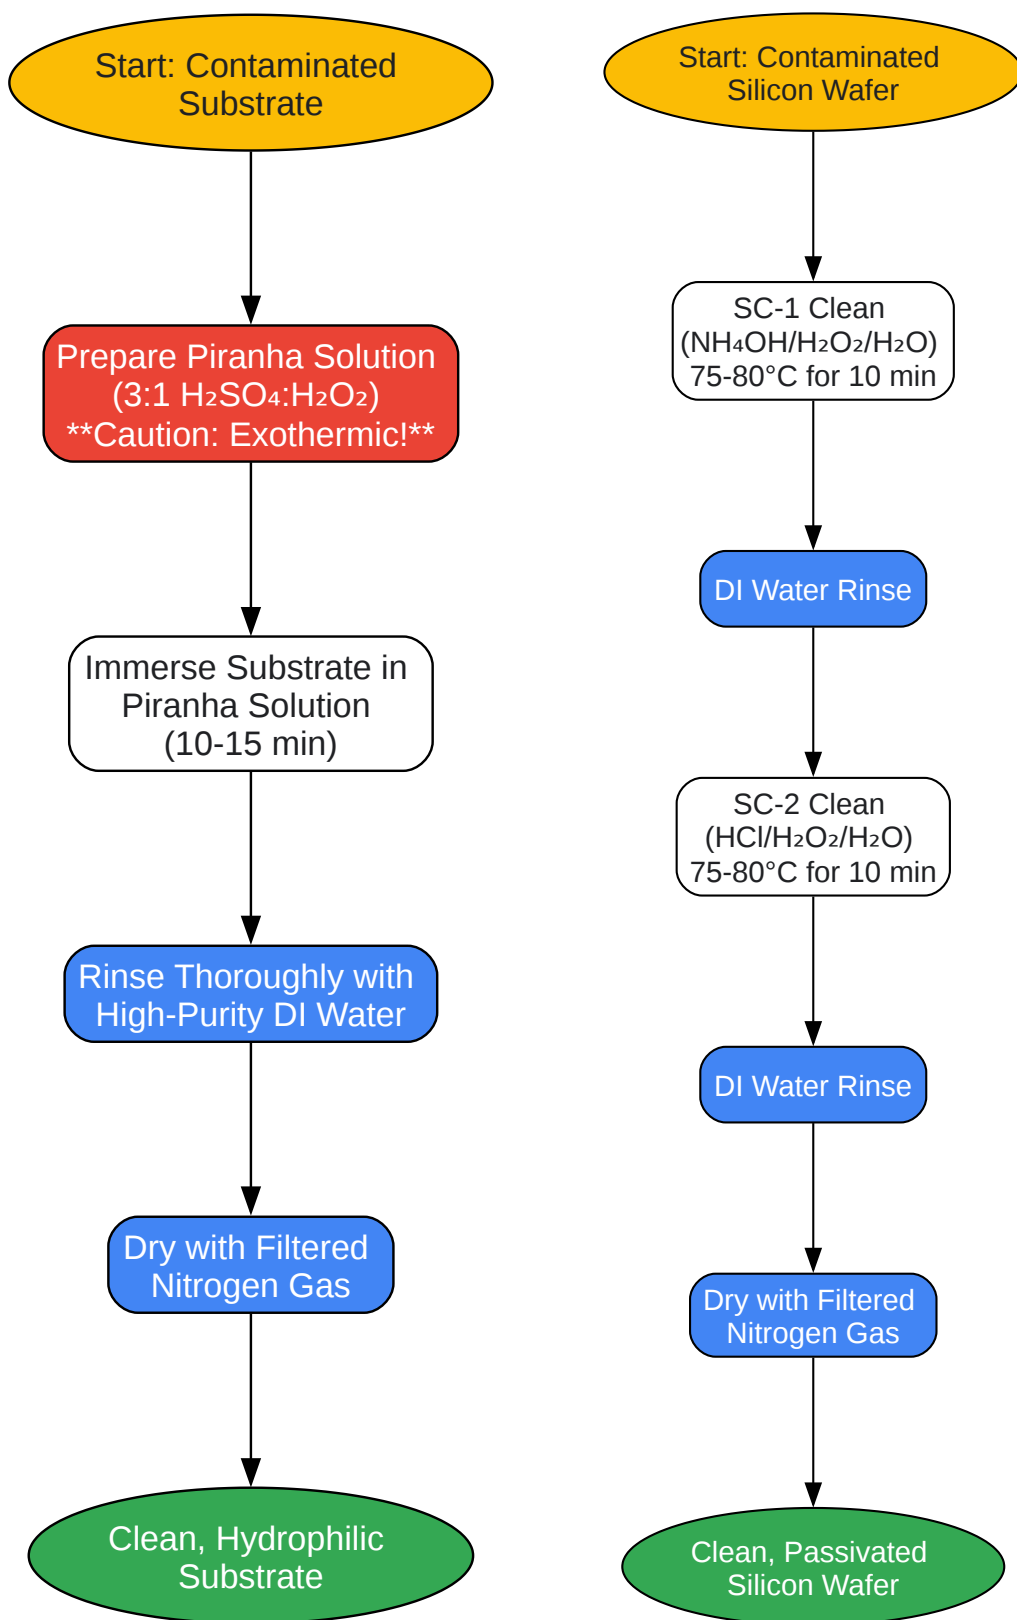 Start: Contaminated
Substrate
Prepare Piranha Solution
(3:1 H₂SO₄:H₂O₂)
**Caution: Exothermic!**
Immerse Substrate in
Piranha Solution
(10-15 min)
Rinse Thoroughly with
High-Purity DI Water
Dry with Filtered
Nitrogen Gas
Clean, Hydrophilic
Substrate
Start: Contaminated
Silicon Wafer
SC-1 Clean
(NH₄OH/H₂O₂/H₂O)
75-80°C for 10 min
DI Water Rinse
SC-2 Clean
(HCl/H₂O₂/H₂O)
75-80°C for 10 min
DI Water Rinse
Dry with Filtered
Nitrogen Gas
Clean, Passivated
Silicon Wafer